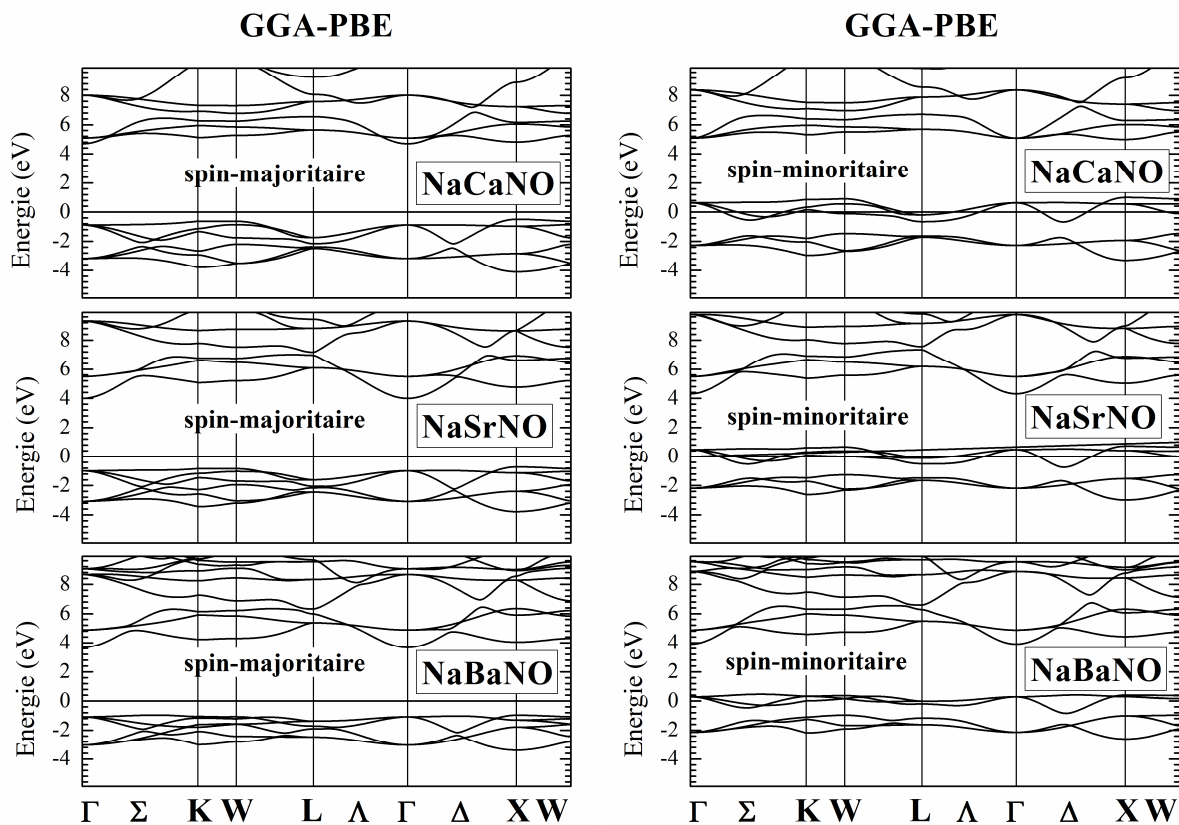 GGA-PBE
GGA-PBE
Energie (eV)
8
6
4
2
0
-2
-4
spin-majoritaire
NaCaNO
Energie (eV)
8
6
4
2
0
-2
-4
spin-minoritaire
NaCaNO
Energie (eV)
8
6
4
2
0
-2
-4
spin-majoritaire
NaSrNO
Energie (eV)
8
6
4
2
0
-2
-4
spin-minoritaire
NaSrNO
Energie (eV)
8
6
4
2
0
-2
-4
spin-majoritaire
NaBaNO
Energie (eV)
8
6
4
2
0
-2
-4
spin-minoritaire
NaBaNO
Γ Σ K W L Λ Γ Δ X W
Γ Σ K W L Λ Γ Δ X W